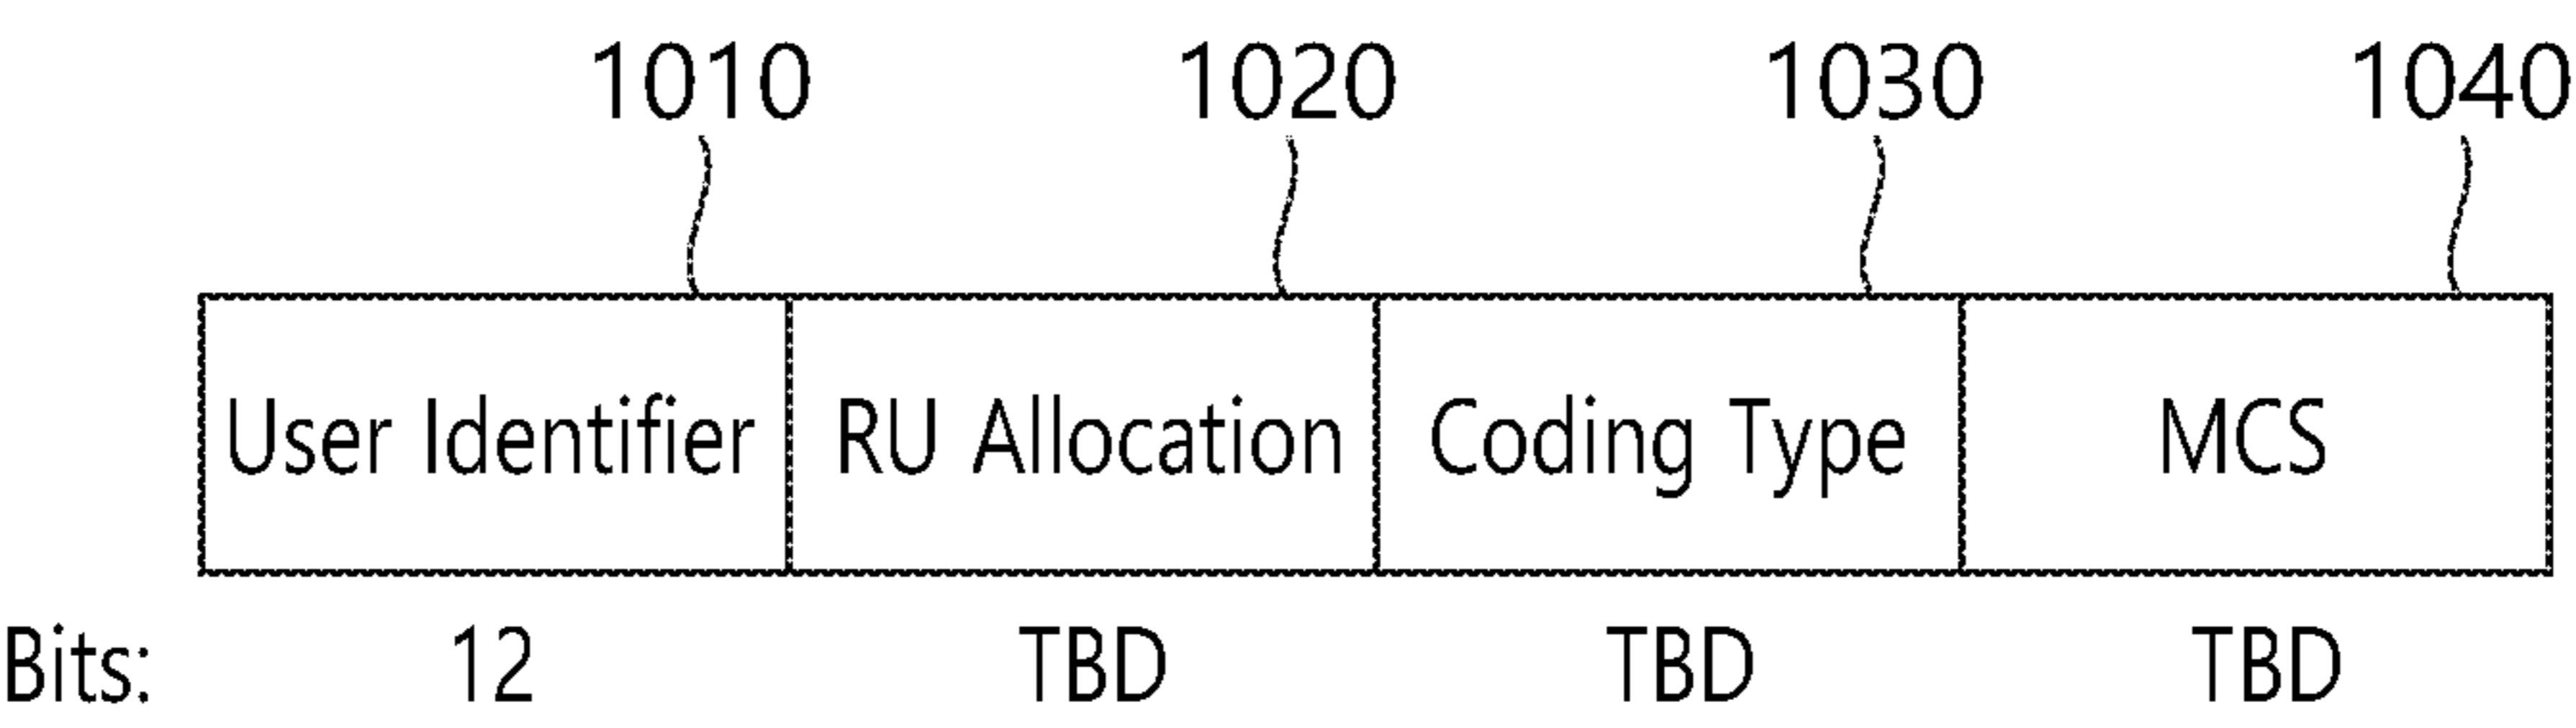 1010 1020 1030 1040
User Identifier RU Allocation Coding Type MCS
Bits: 12 TBD TBD TBD